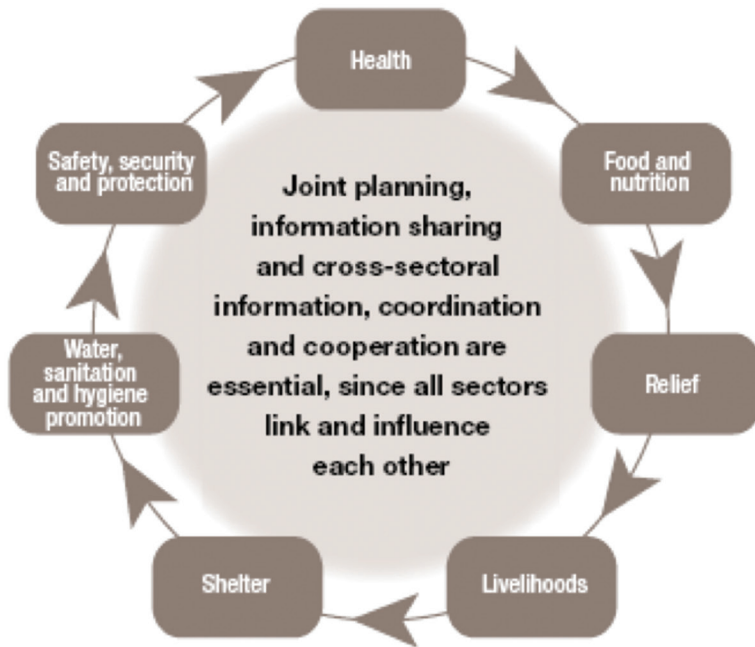 Health
Food and
nutrition
Relief
Livelihoods
Shelter
Water,
sanitation
and hygiene
promotion
Safety, security
and protection
Joint planning,
information sharing
and cross-sectoral
information, coordination
and cooperation are
essential, since all sectors
link and influence
each other